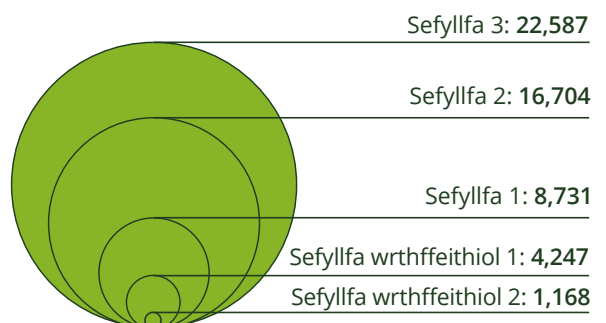 Sefyllfa 3: 22,587
Sefyllfa 2: 16,704
Sefyllfa 1: 8,731
Sefyllfa wrthffeithiol 1: 4,247
Sefyllfa wrthffeithiol 2: 1,168